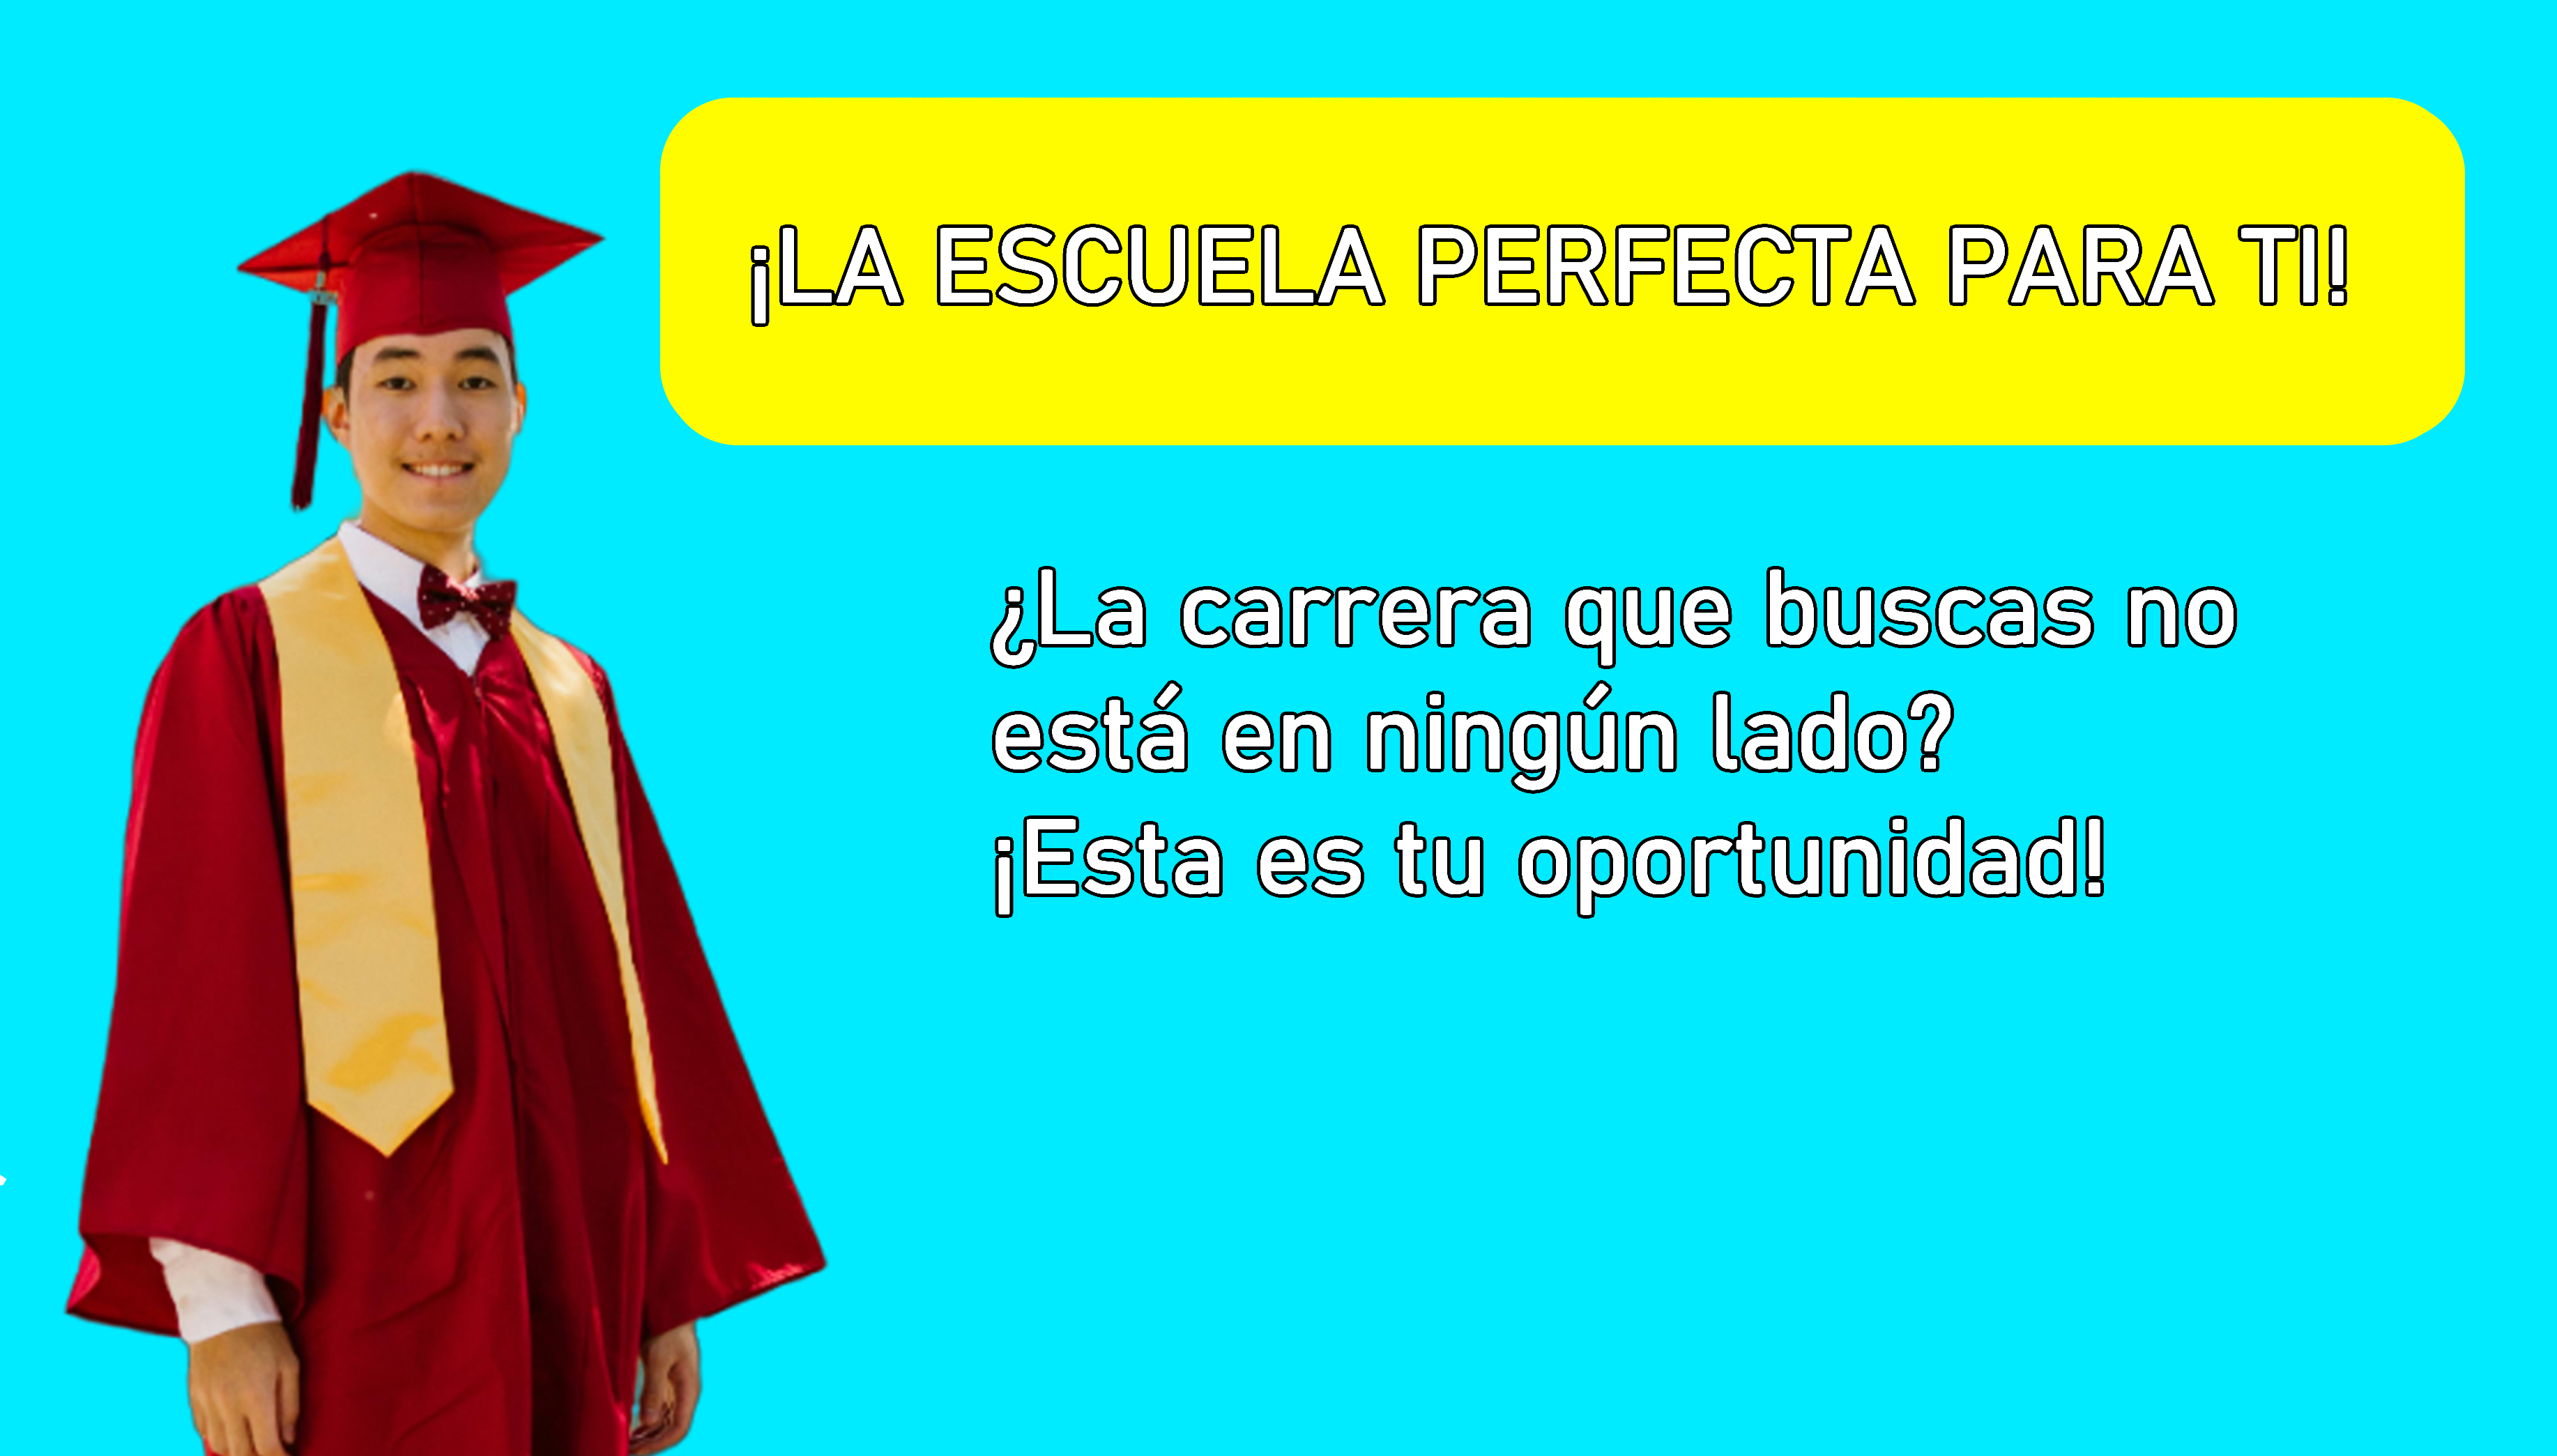 ¡LA ESCUELA PERFECTA PARA TI!
¿La carrera que buscas no
está en ningún lado?
¡Esta es tu oportunidad!